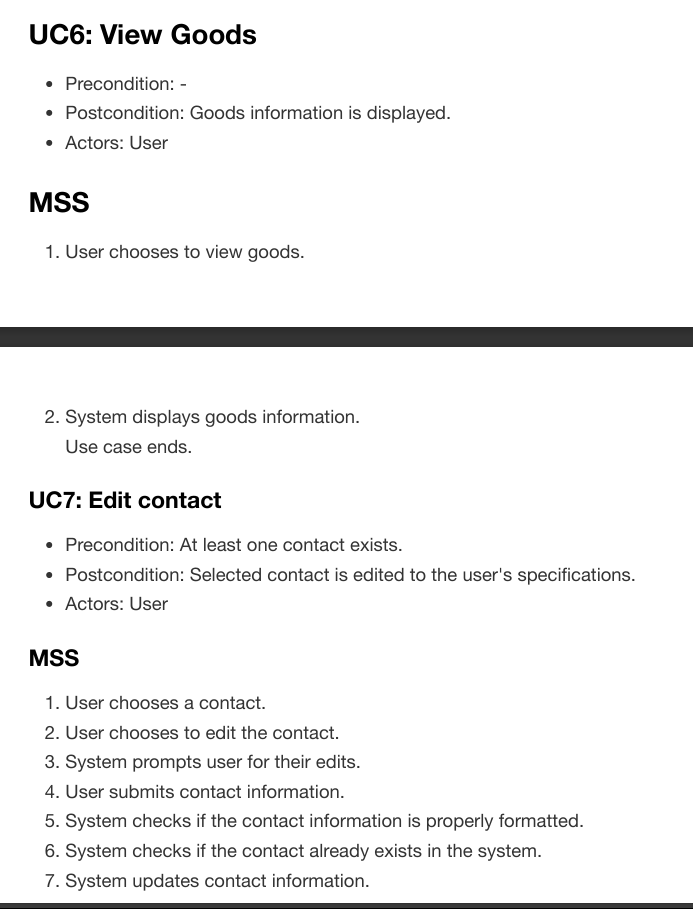 UC6: View Goods
• Precondition: -
• Postcondition: Goods information is displayed.
• Actors: User
MSS
1. User chooses to view goods.
2. System displays goods information.
Use case ends.
UC7: Edit contact
• Precondition: At least one contact exists.
• Postcondition: Selected contact is edited to the user's specifications.
• Actors: User
MSS
1. User chooses a contact.
2. User chooses to edit the contact.
3. System prompts user for their edits.
4. User submits contact information.
5. System checks if the contact information is properly formatted.
6. System checks if the contact already exists in the system.
7. System updates contact information.